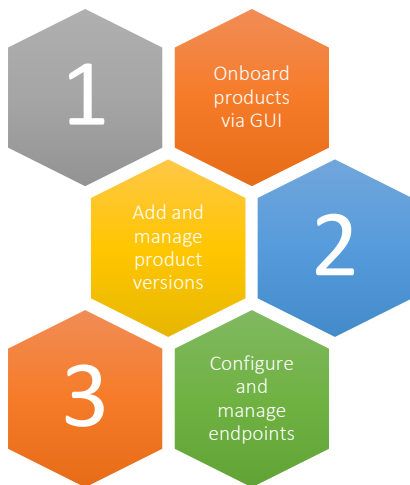 1
Onboard
products
via GUI
Add and
manage
product
versions
2
3
Configure
and
manage
endpoints